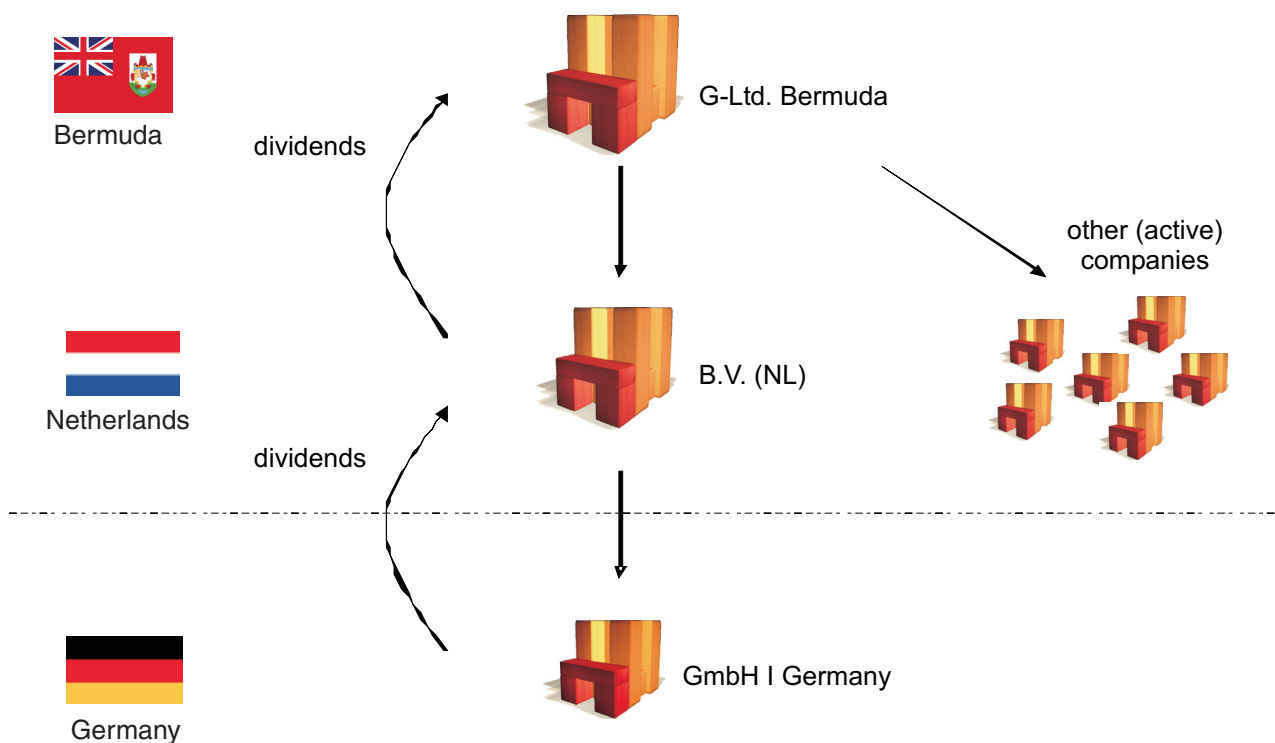 G-Ltd. Bermuda
Bermuda
dividends
other (active)
companies
B.V. (NL)
Netherlands
dividends
GmbH I Germany
Germany